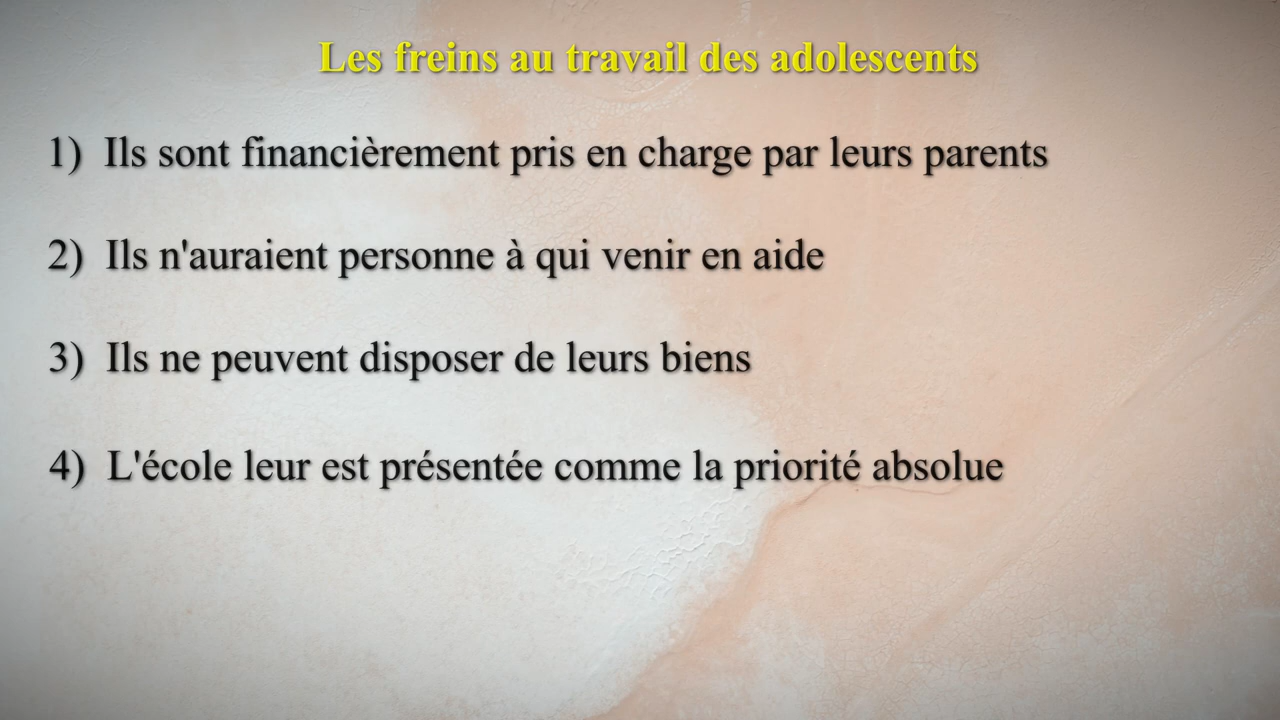 Les freins au travail des adolescents
1) Ils sont financièrement pris en charge par leurs parents
2) Ils n'auraient personne à qui venir en aide
3) Ils ne peuvent disposer de leurs biens
4) L'école leur est présentée comme la priorité absolue